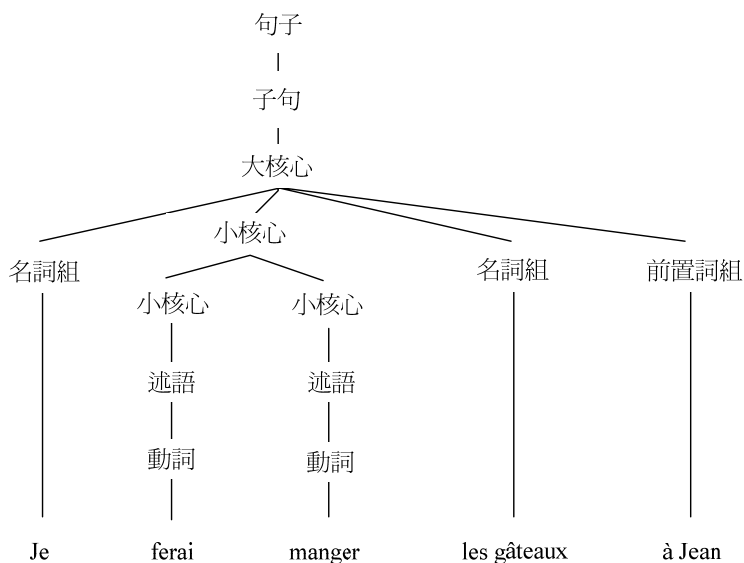 句子
子句
大核心
小核心
名詞組 名詞組 前置詞組
小核心 小核心
述語 述語
動詞 動詞
Je ferai manger les gâteaux à Jean